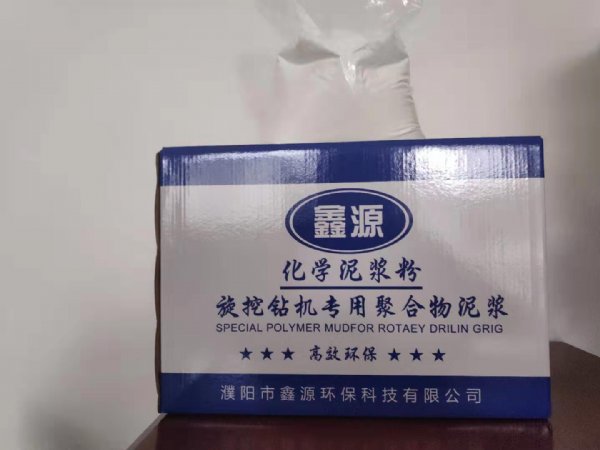 鑫源
化学泥浆粉
旋挖钻机专用聚合物泥浆
SPECIAL POLYMER MUDFOR ROTAEY DRILIN GRIG
★★★ 高效环保 ★★★
濮阳市鑫源环保科技有限公司